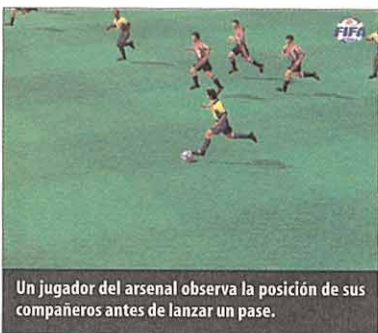 FIFA
Un jugador del arsenal observa la posición de sus
compañeros antes de lanzar un pase.